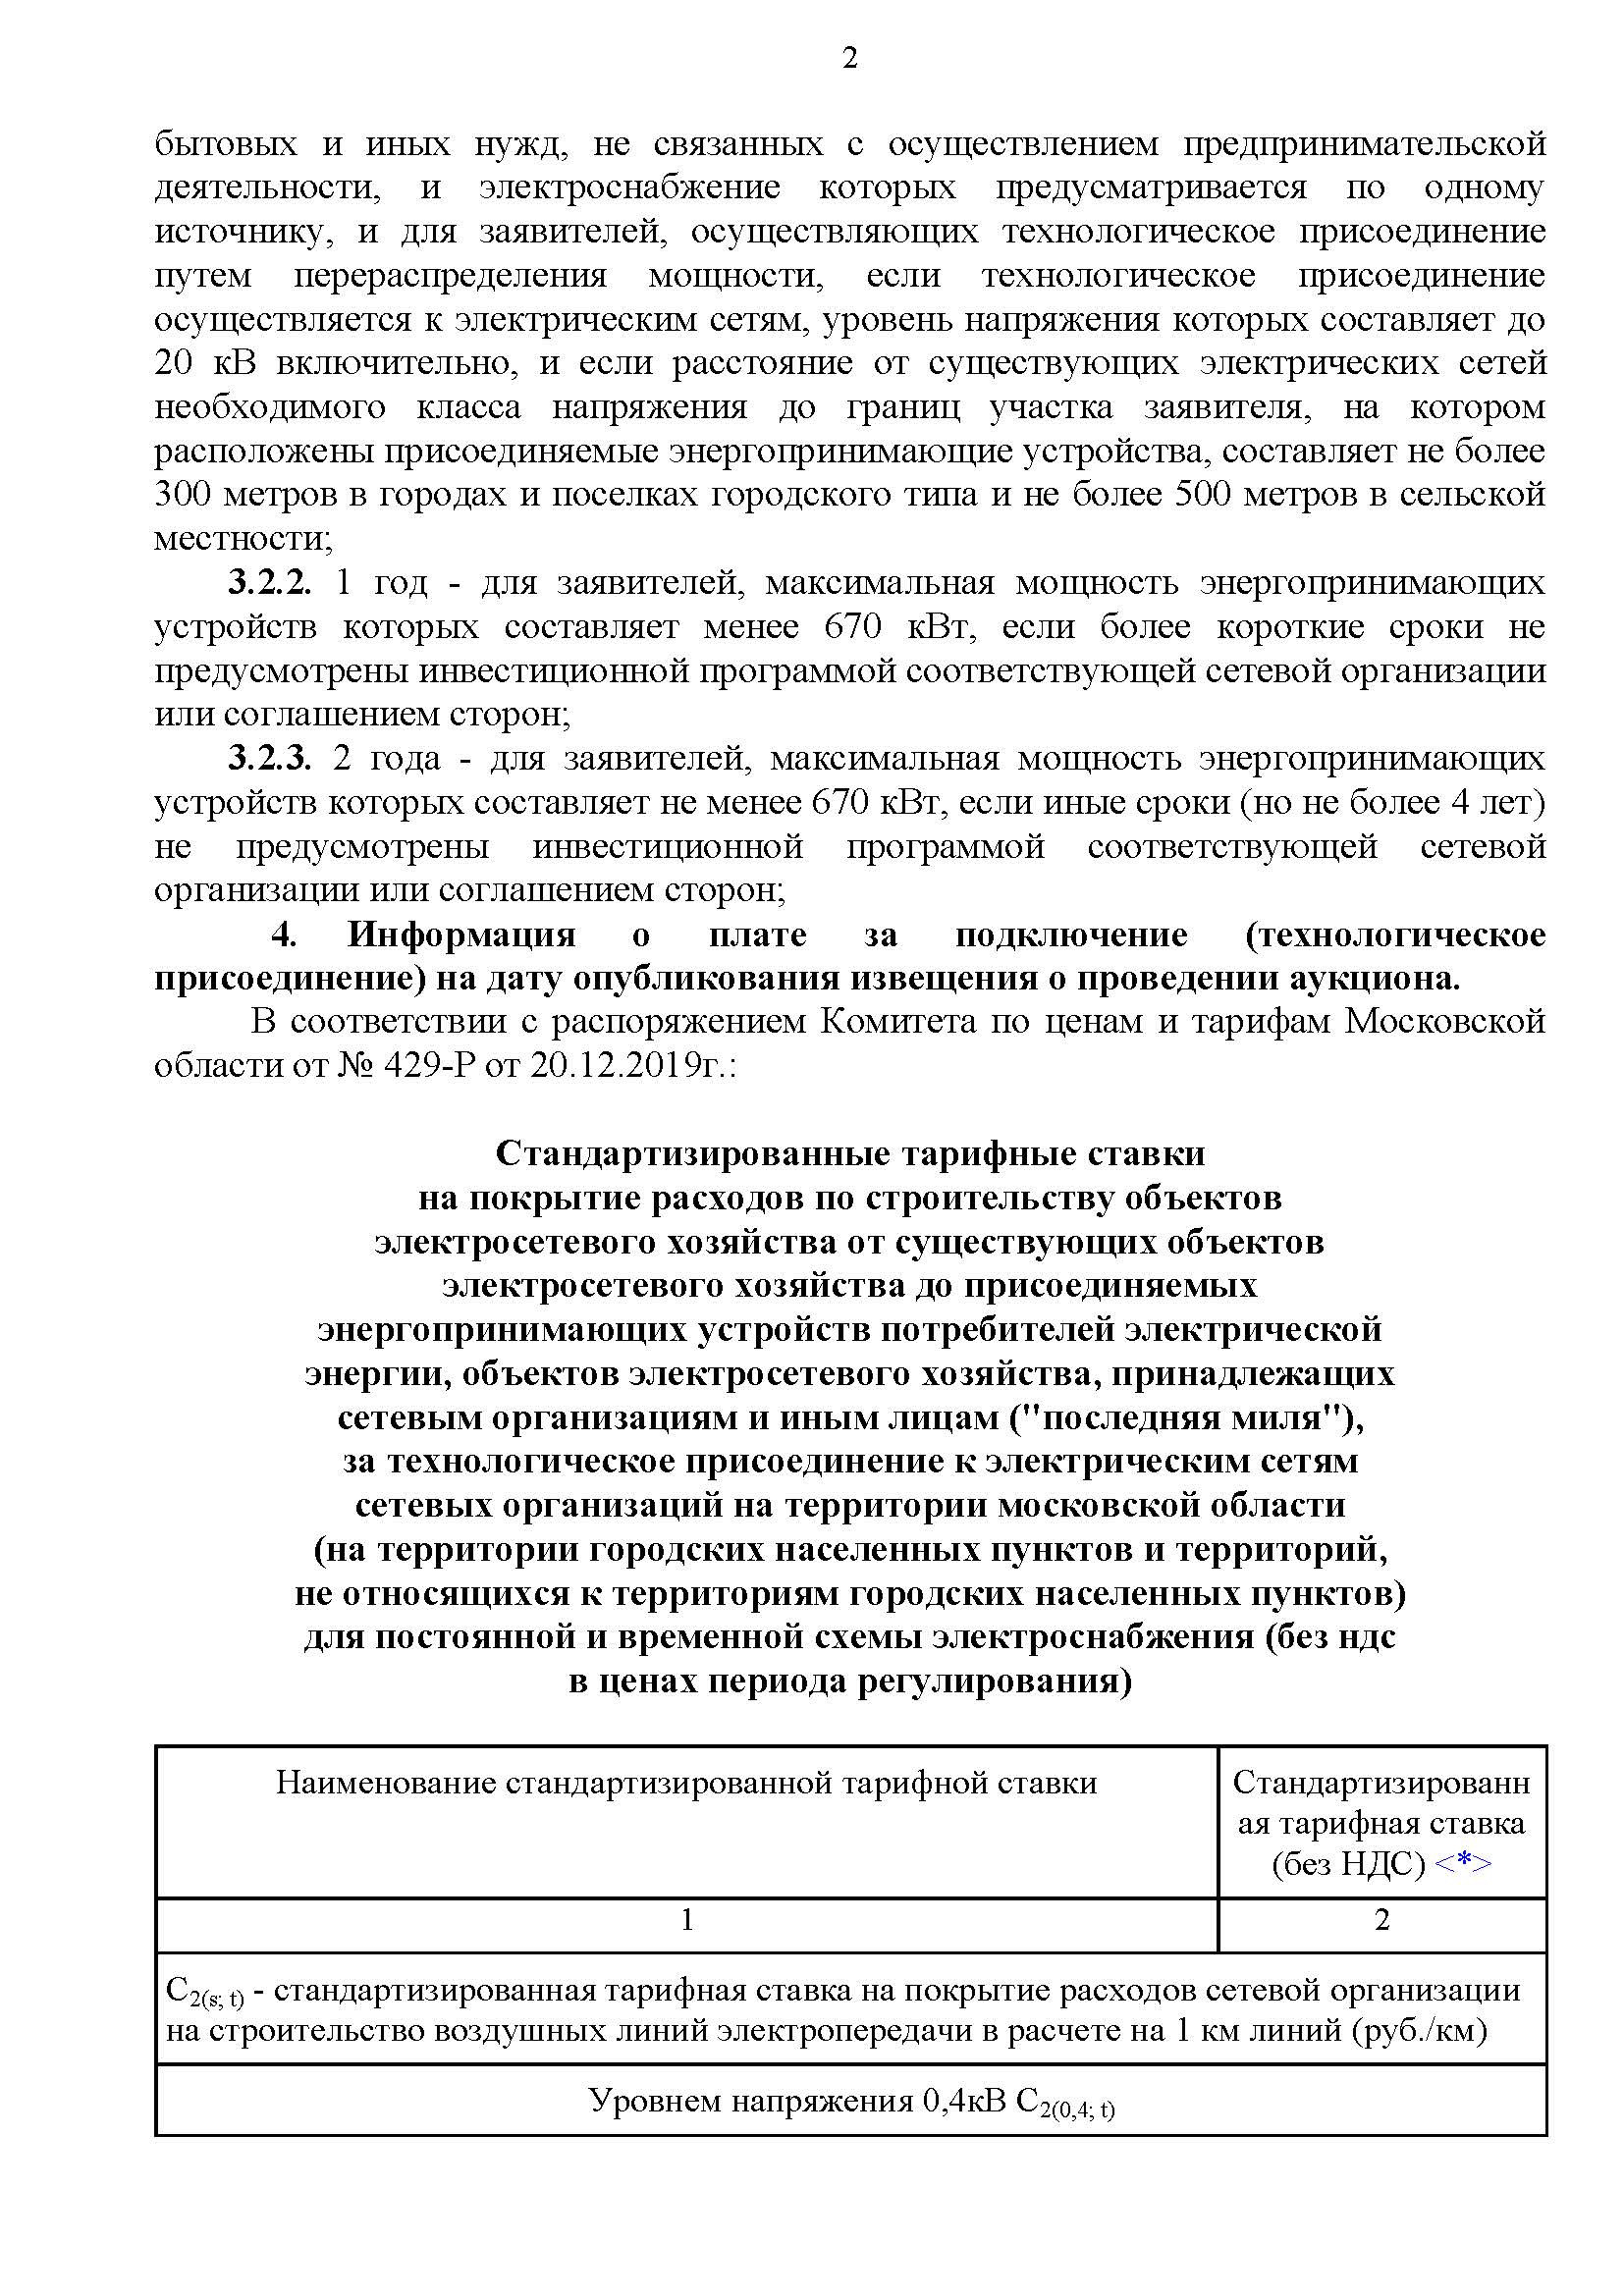 2
бытовых и иных нужд, не связанных с осуществлением предпринимательской
деятельности, и электроснабжение которых предусматривается по одному
источнику, и для заявителей, осуществляющих технологическое присоединение
путем перераспределения мощности, если технологическое присоединение
осуществляется к электрическим сетям, уровень напряжения которых составляет до
20 кВ включительно, и если расстояние от существующих электрических сетей
необходимого класса напряжения до границ участка заявителя, на котором
расположены присоединяемые энергопринимающие устройства, составляет не более
300 метров в городах и поселках городского типа и не более 500 метров в сельской
местности;
3.2.2. 1 год - для заявителей, максимальная мощность энергопринимающих
устройств которых составляет менее 670 кВт, если более короткие сроки не
предусмотрены инвестиционной программой соответствующей сетевой организации
или соглашением сторон;
3.2.3. 2 года - для заявителей, максимальная мощность энергопринимающих
устройств которых составляет не менее 670 кВт, если иные сроки (но не более 4 лет)
не предусмотрены инвестиционной программой соответствующей сетевой
организации или соглашением сторон;
4. Информация о плате за подключение (технологическое
присоединение) на дату опубликования извещения о проведении аукциона.
В соответствии с распоряжением Комитета по ценам и тарифам Московской
области от № 429-Р от 20.12.2019г.:
Стандартизированные тарифные ставки
на покрытие расходов по строительству объектов
электросетевого хозяйства от существующих объектов
электросетевого хозяйства до присоединяемых
энергопринимающих устройств потребителей электрической
энергии, объектов электросетевого хозяйства, принадлежащих
сетевым организациям и иным лицам ("последняя миля"),
за технологическое присоединение к электрическим сетям
сетевых организаций на территории московской области
(на территории городских населенных пунктов и территорий,
не относящихся к территориям городских населенных пунктов)
для постоянной и временной схемы электроснабжения (без ндс
в ценах периода регулирования)
Наименование стандартизированной тарифной ставки
Стандартизированн
ая тарифная ставка
(без НДС) <*>
1
2
C2(s; t) - стандартизированная тарифная ставка на покрытие расходов сетевой организации
на строительство воздушных линий электропередачи в расчете на 1 км линий (руб./км)
Уровнем напряжения 0,4кВ C2(0,4; t)